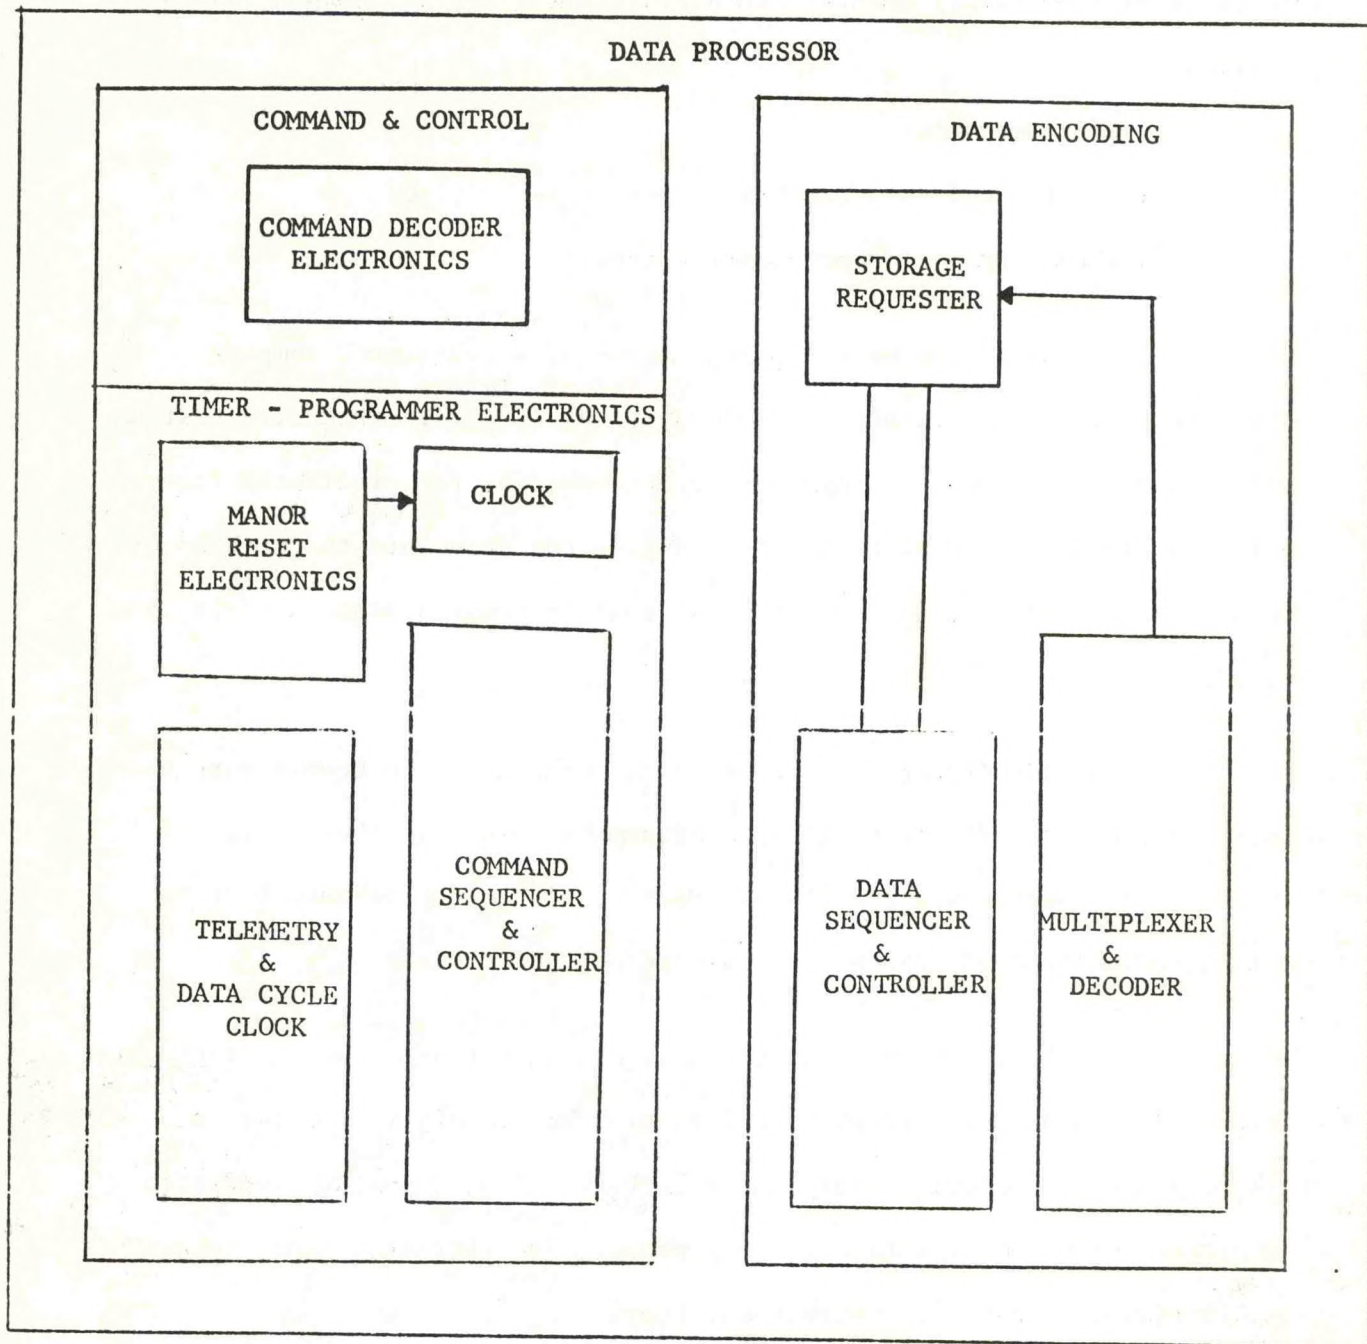 DATA PROCESSOR
COMMAND & CONTROL
COMMAND DECODER
ELECTRONICS
TIMER - PROGRAMMER ELECTRONICS
MANOR
RESET
ELECTRONICS
CLOCK
TELEMETRY
&
DATA CYCLE
CLOCK
COMMAND
SEQUENCER
&
CONTROLLER
DATA ENCODING
STORAGE
REQUESTER
DATA
SEQUENCER
&
CONTROLLER
MULTIPLEXER
&
DECODER